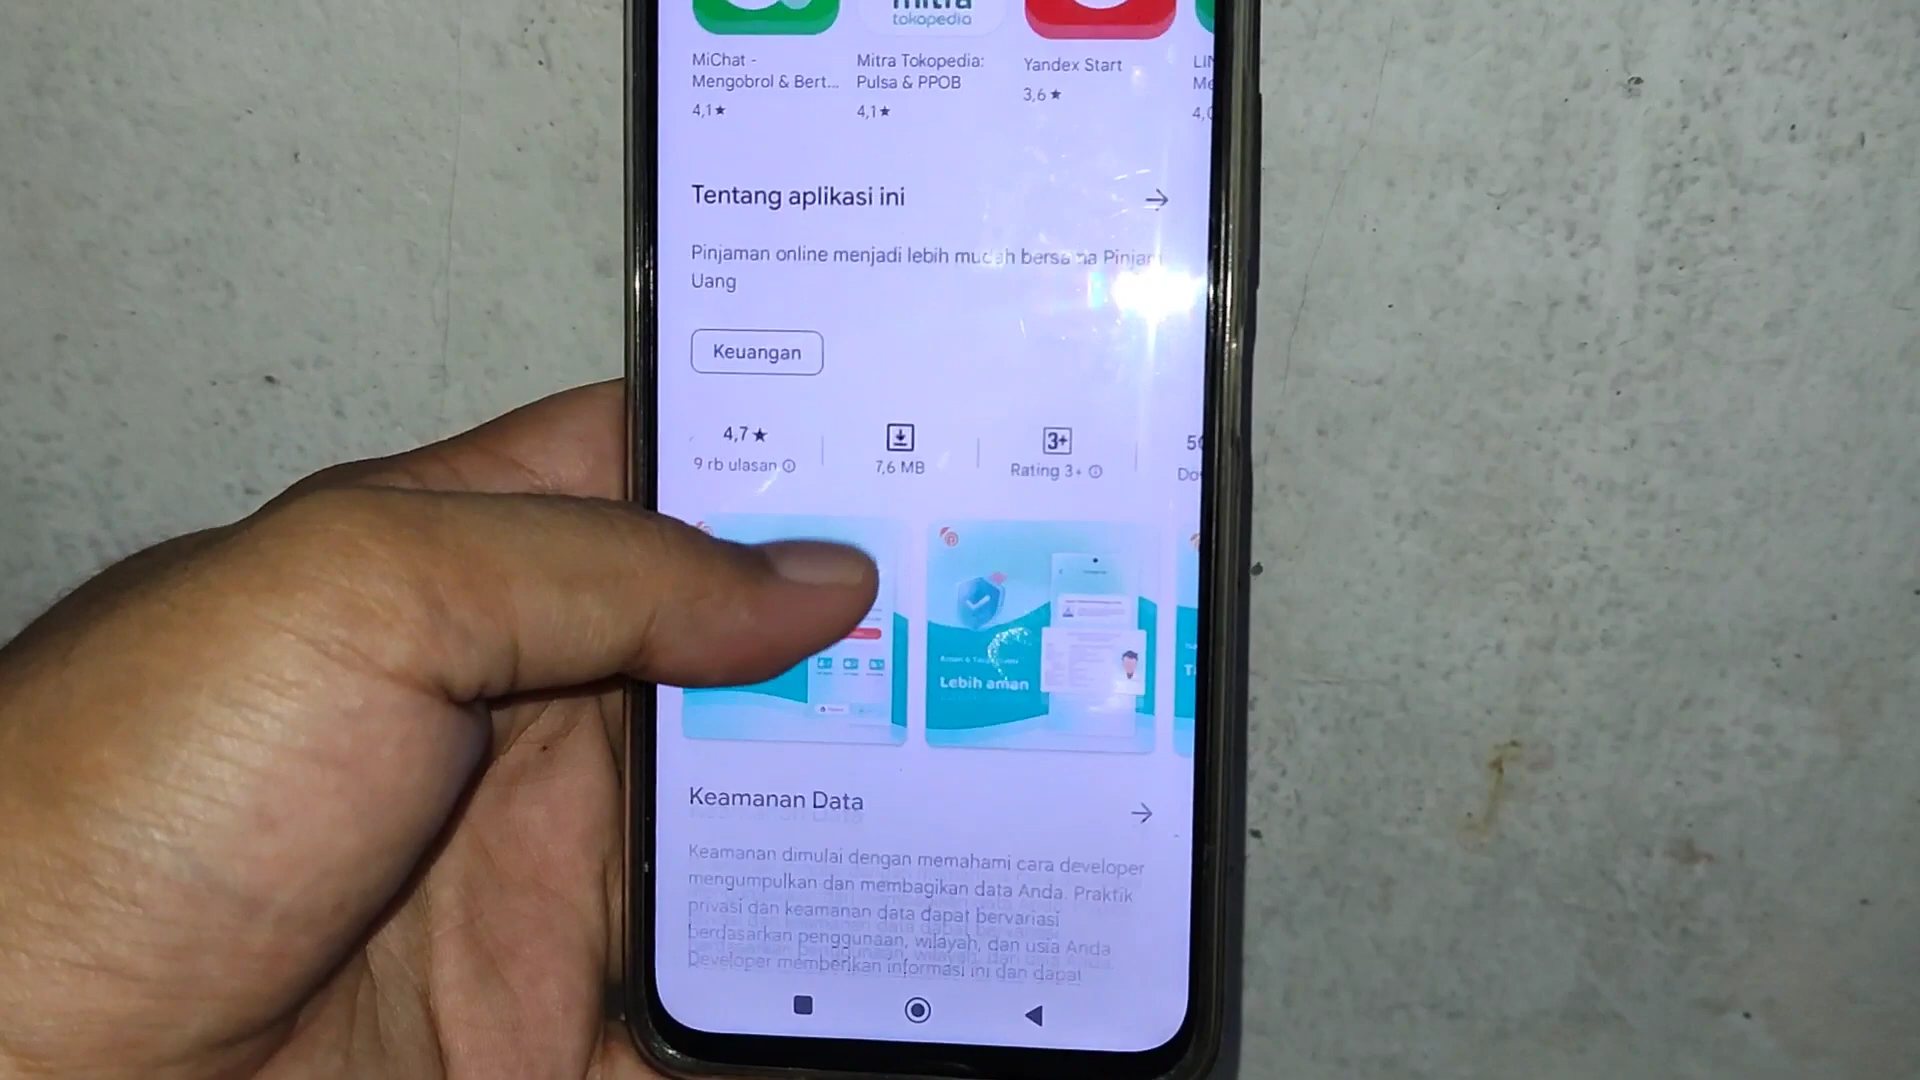 mitra
tokopedia
MiChat -
Mengobrol & Bert...
4,1★
Mitra Tokopedia:
Pulsa & PPOB
4,1★
Yandex Start
3,6★
Tentang aplikasi ini
Pinjaman online menjadi lebih mudah bersama Pinjam
Uang
Keuangan
4,7★
9 rb ulasan
7,6 MB
3+
Rating 3+
Lebih aman
Keamanan Data
Keamanan dimulai dengan memahami cara developer
mengumpulkan dan membagikan data Anda. Praktik
privasi dan keamanan data dapat bervariasi
berdasarkan penggunaan, wilayah, dan usia Anda
Developer memberikan informasi ini dan dapat